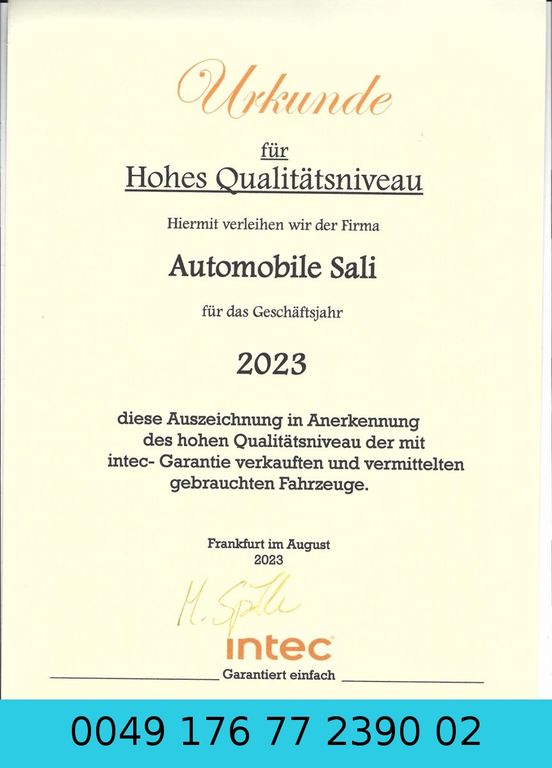 Urkunde
für
Hohes Qualitätsniveau
Hiermit verleihen wir der Firma
Automobile Sali
für das Geschäftsjahr
2023
diese Auszeichnung in Anerkennung
des hohen Qualitätsniveau der mit
intec- Garantie verkauften und vermittelten
gebrauchten Fahrzeuge.
Frankfurt im August
2023
intec
Garantiert einfach
0049 176 77 2390 02